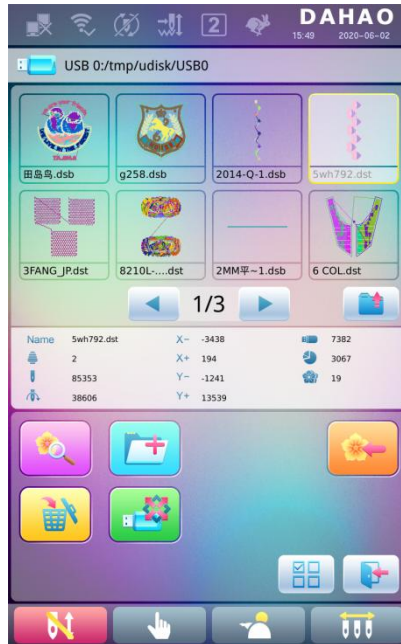 DAHAO
2
15:49 2020-06-02
USB 0:/tmp/udisk/USB0
田岛鸟.dsb
g258.dsb
2014-Q-1.dsb
5wh792.dst
3FANG_JP.dst
8210L-....dst
2MM平~1.dsb
6 COL.dst
1/3
Name 5wh792.dst X- -3438 7382
2 X+ 194 3067
85353 Y- -1241 19
38606 Y+ 13539